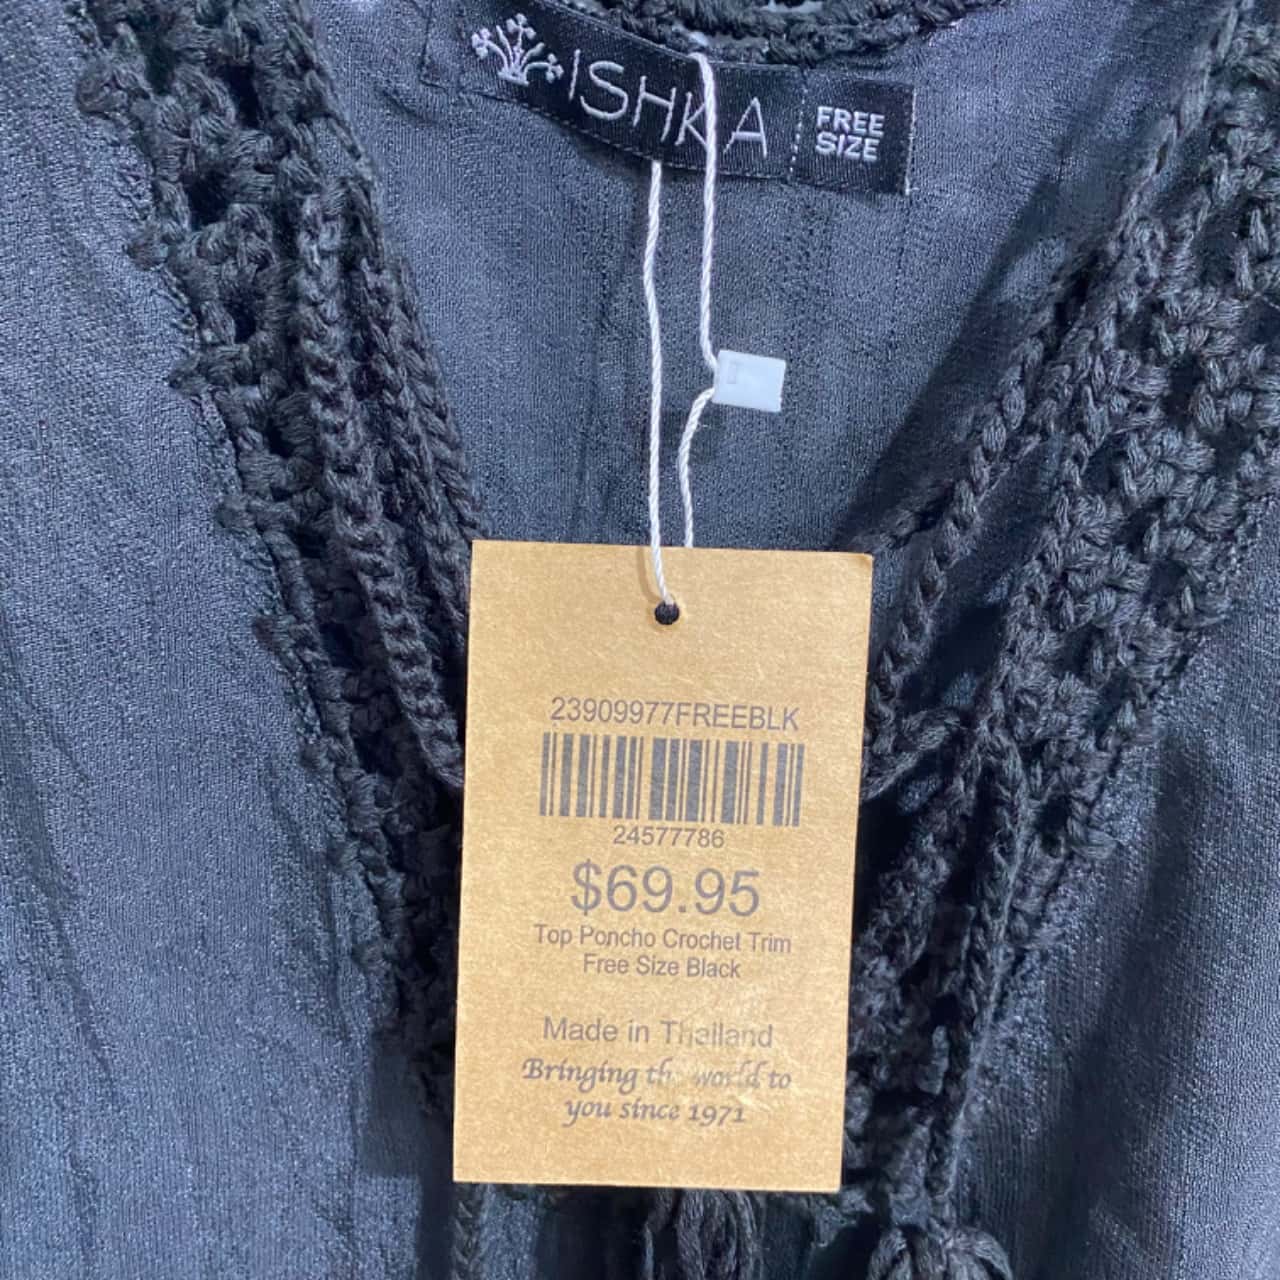 ISHKA FREE SIZE
23909977FREEBLK
24577786
$69.95
Top Poncho Crochet Trim
Free Size Black
Made in Thailand
Bringing the world to
you since 1971